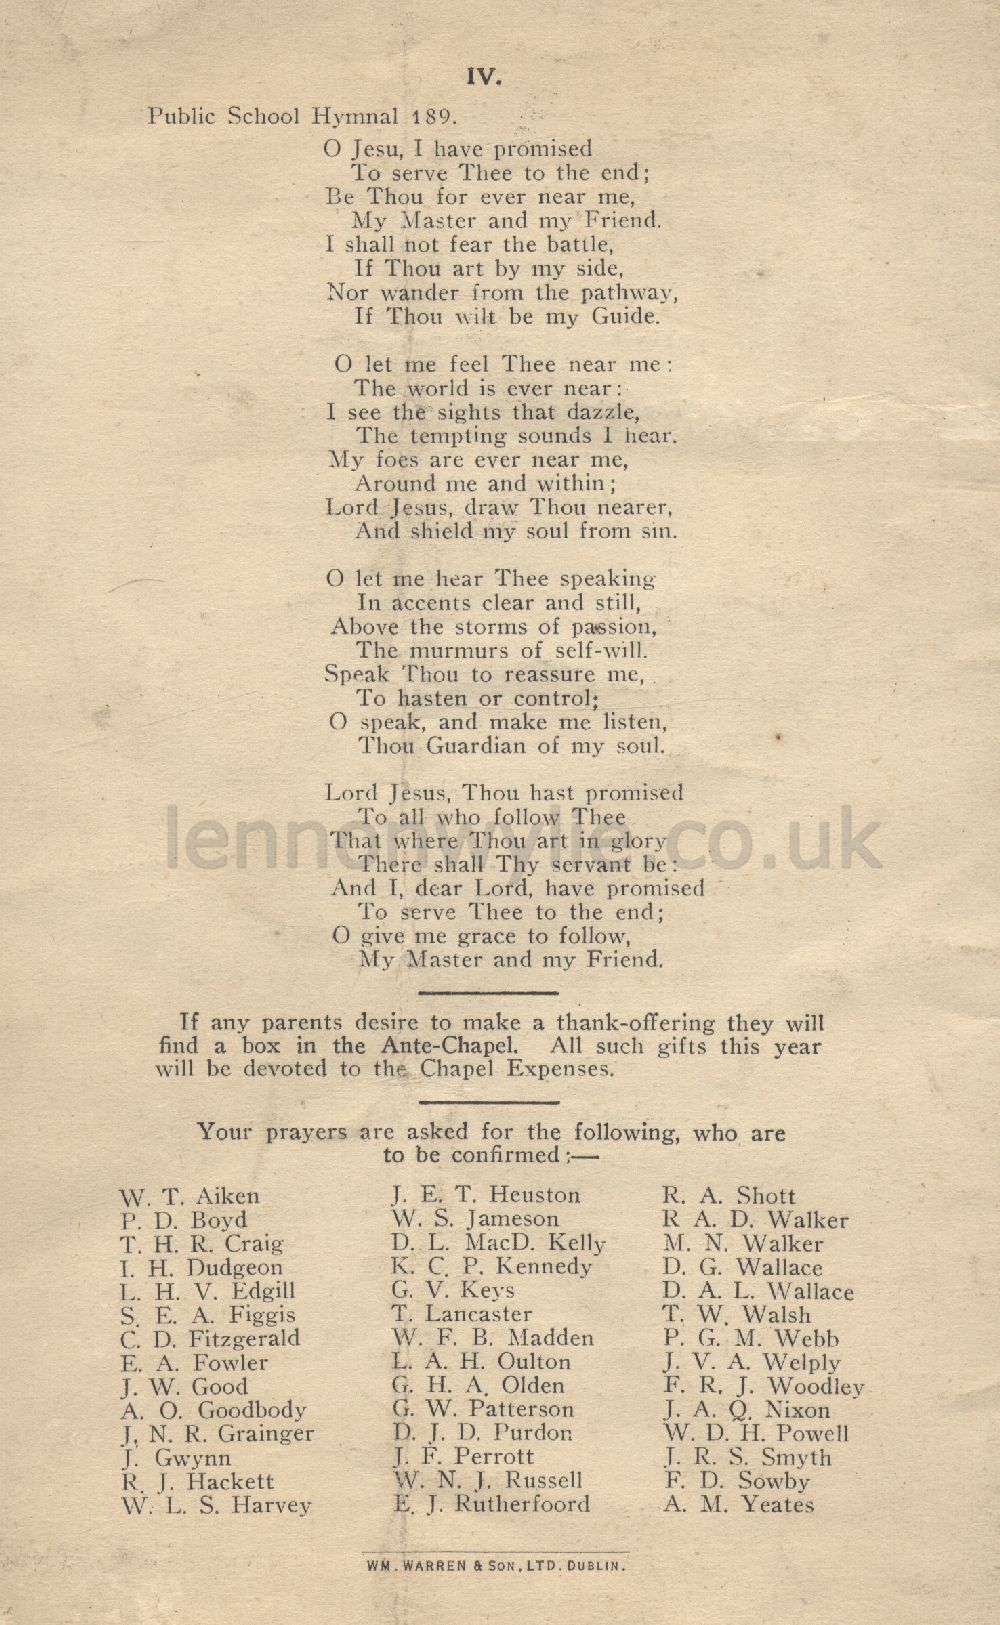 IV.
Public School Hymnal 189.
O Jesu, I have promised
To serve Thee to the end;
Be Thou for ever near me,
My Master and my Friend.
I shall not fear the battle,
If Thou art by my side,
Nor wander from the pathway,
If Thou wilt be my Guide.
O let me feel Thee near me:
The world is ever near:
I see the sights that dazzle,
The tempting sounds I hear.
My foes are ever near me,
Around me and within;
Lord Jesus, draw Thou nearer,
And shield my soul from sin.
O let me hear Thee speaking
In accents clear and still,
Above the storms of passion,
The murmurs of self-will.
Speak Thou to reassure me,
To hasten or control;
O speak, and make me listen,
Thou Guardian of my soul.
Lord Jesus, Thou hast promised
To all who follow Thee
That where Thou art in glory
There shall Thy servant be:
And I, dear Lord, have promised
To serve Thee to the end;
O give me grace to follow,
My Master and my Friend.
lennonwylie.co.uk
If any parents desire to make a thank-offering they will
find a box in the Ante-Chapel. All such gifts this year
will be devoted to the Chapel Expenses.
Your prayers are asked for the following, who are
to be confirmed:—
W. T. Aiken
P. D. Boyd
T. H. R. Craig
I. H. Dudgeon
L. H. V. Edgill
S. E. A. Figgis
C. D. Fitzgerald
E. A. Fowler
J. W. Good
A. O. Goodbody
J. N. R. Grainger
J. Gwynn
R. J. Hackett
W. L. S. Harvey
J. E. T. Heuston
W. S. Jameson
D. L. MacD. Kelly
K. C. P. Kennedy
G. V. Keys
T. Lancaster
W. F. B. Madden
L. A. H. Oulton
G. H. A. Olden
G. W. Patterson
D. J. D. Purdon
J. F. Perrott
W. N. J. Russell
E. J. Rutherfoord
R. A. Shott
R A. D. Walker
M. N. Walker
D. G. Wallace
D. A. L. Wallace
T. W. Walsh
P. G. M. Webb
J. V. A. Welply
F. R. J. Woodley
J. A. Q. Nixon
W. D. H. Powell
J. R. S. Smyth
F. D. Sowby
A. M. Yeates
WM. WARREN & SON, LTD. DUBLIN.